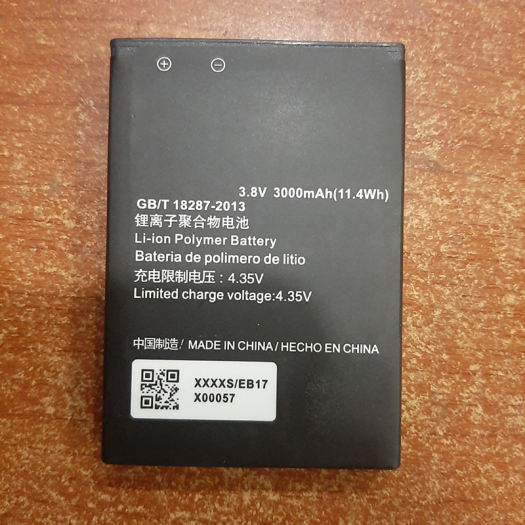 + −
3.8V 3000mAh(11.4Wh)
GB/T 18287-2013
锂离子聚合物电池
Li-ion Polymer Battery
Bateria de polimero de litio
充电限制电压：4.35V
Limited charge voltage:4.35V
中国制造/ MADE IN CHINA/ HECHO EN CHINA
XXXXS/EB17
X00057